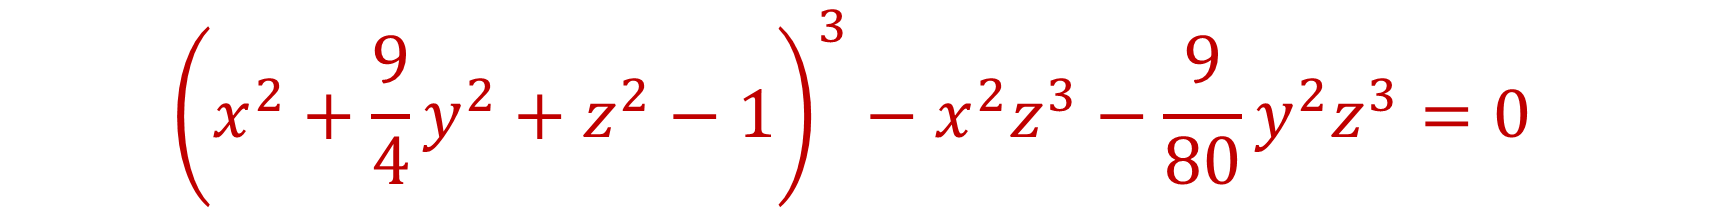 (x² + 9/4 y² + z² − 1)³ − x²z³ − 9/80 y²z³ = 0